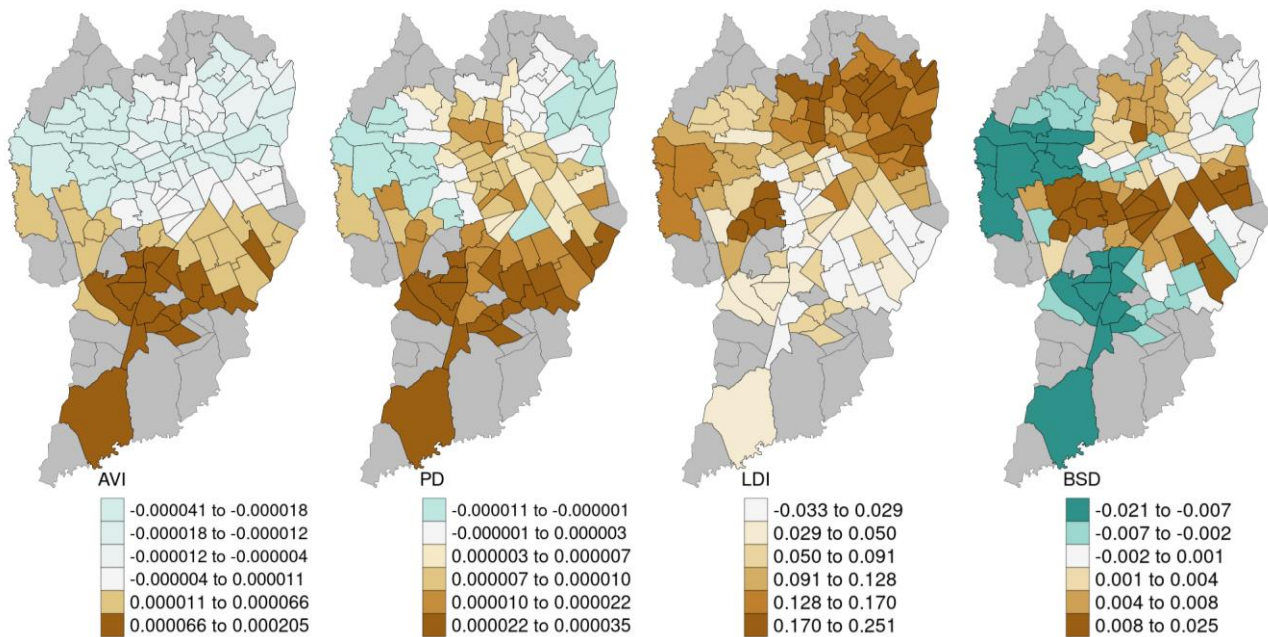 AVI
-0.000041 to -0.000018
-0.000018 to -0.000012
-0.000012 to -0.000004
-0.000004 to 0.000011
0.000011 to 0.000066
0.000066 to 0.000205
PD
-0.000011 to -0.000001
-0.000001 to 0.000003
0.000003 to 0.000007
0.000007 to 0.000010
0.000010 to 0.000022
0.000022 to 0.000035
LDI
-0.033 to 0.029
0.029 to 0.050
0.050 to 0.091
0.091 to 0.128
0.128 to 0.170
0.170 to 0.251
BSD
-0.021 to -0.007
-0.007 to -0.002
-0.002 to 0.001
0.001 to 0.004
0.004 to 0.008
0.008 to 0.025